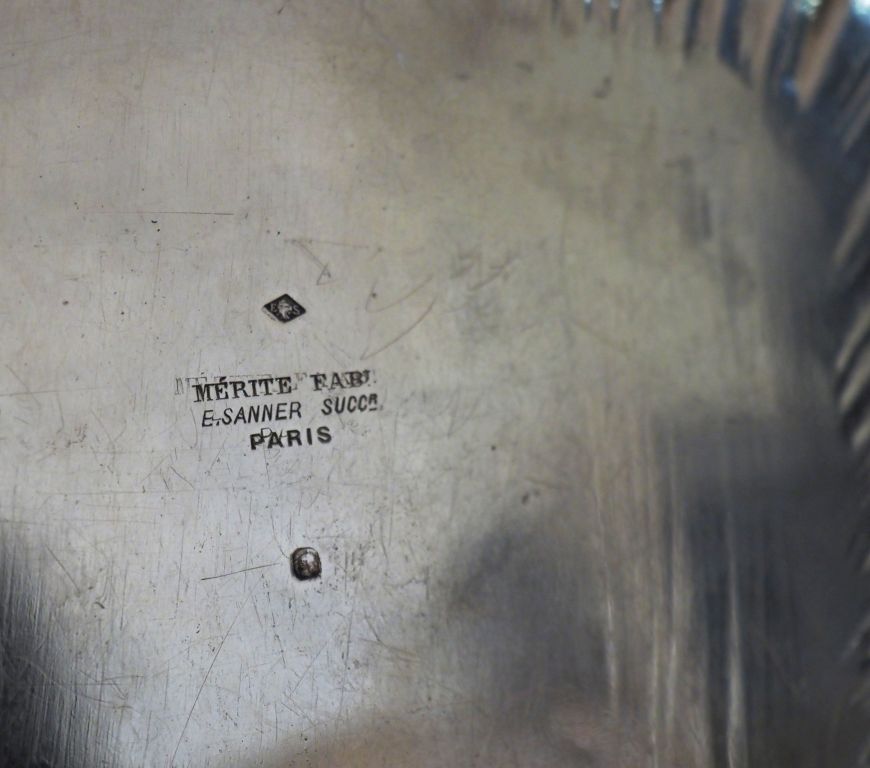 E S
MÉRITE FABT
E. SANNER SUCCR
PARIS